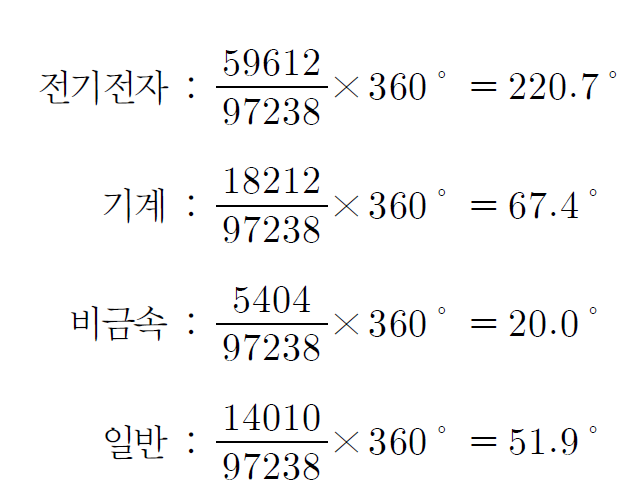 전기전자 : 59612/97238 × 360° = 220.7°
기계 : 18212/97238 × 360° = 67.4°
비금속 : 5404/97238 × 360° = 20.0°
일반 : 14010/97238 × 360° = 51.9°